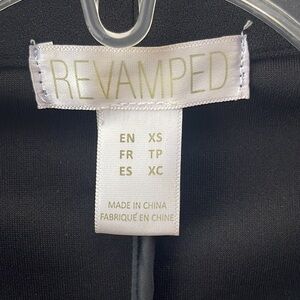 REVAMPED
EN XS
FR TP
ES XC
MADE IN CHINA
FABRIQUÉ EN CHINE